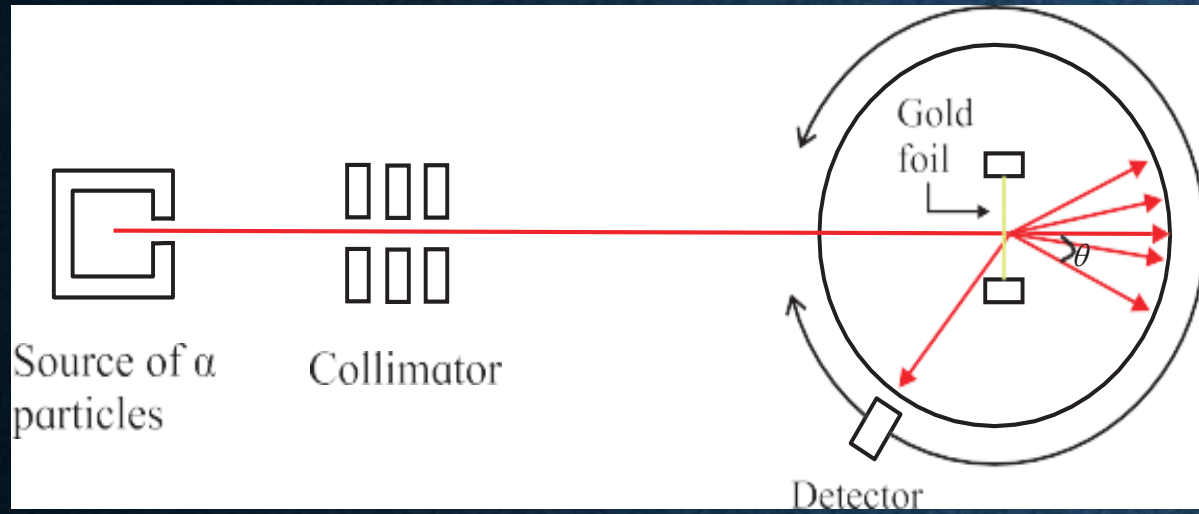 Gold
foil
θ
Source of α
particles
Collimator
Detector